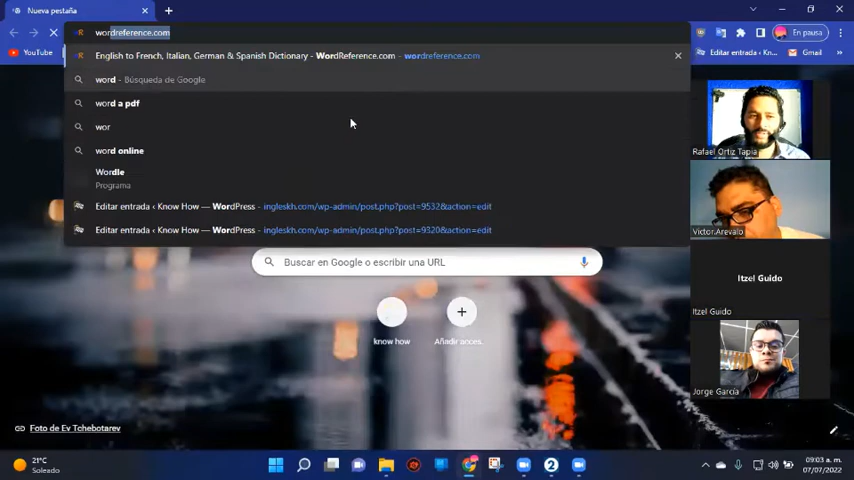 Nueva pestaña
wordreference.com
En pausa
YouTube
Editar entrada ‹ Kn...
Gmail
English to French, Italian, German & Spanish Dictionary - WordReference.com - wordreference.com
word - Búsqueda de Google
word a pdf
wor
word online
Wordle
Programa
Editar entrada ‹ Know How — WordPress - ingleskh.com/wp-admin/post.php?post=9532&action=edit
Editar entrada ‹ Know How — WordPress - ingleskh.com/wp-admin/post.php?post=9320&action=edit
Buscar en Google o escribir una URL
know how
Añadir acces...
Foto de Ev Tchebotarev
Rafael Ortiz Tapia
Victor Arevalo
Itzel Guido
Itzel Guido
Jorge García
21°C
Soleado
09:03 a. m.
07/07/2022